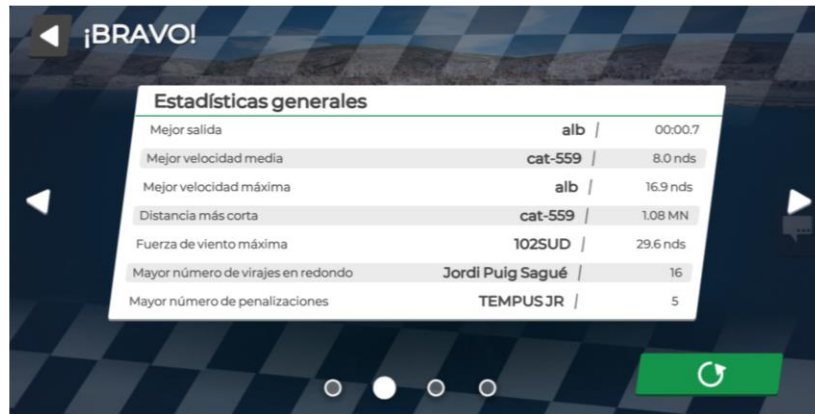 ¡BRAVO!
Estadísticas generales
Mejor salida alb | 00:00.7
Mejor velocidad media cat-559 | 8.0 nds
Mejor velocidad máxima alb | 16.9 nds
Distancia más corta cat-559 | 1.08 MN
Fuerza de viento máxima 102SUD | 29.6 nds
Mayor número de virajes en redondo Jordi Puig Sagué | 16
Mayor número de penalizaciones TEMPUS JR | 5